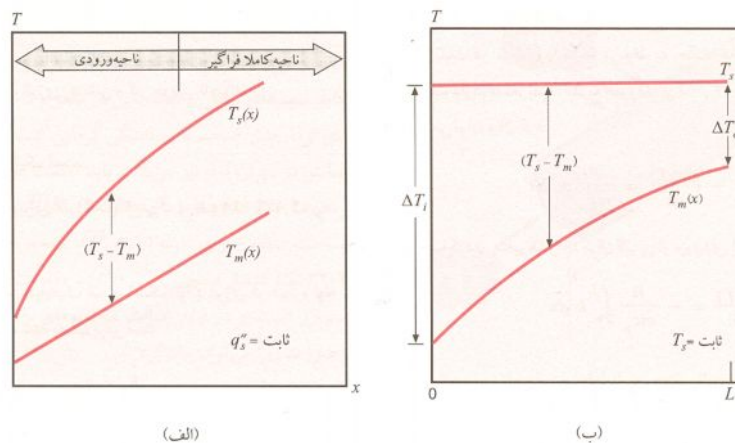 T
ناحیه‌ورودی
ناحیه کاملا فراگیر
T_s(x)
(T_s – T_m)
T_m(x)
q_s″ = ثابت
x
(الف)
T
T_s
ΔT_i
(T_s – T_m)
T_m(x)
T_s = ثابت
0
L
(ب)